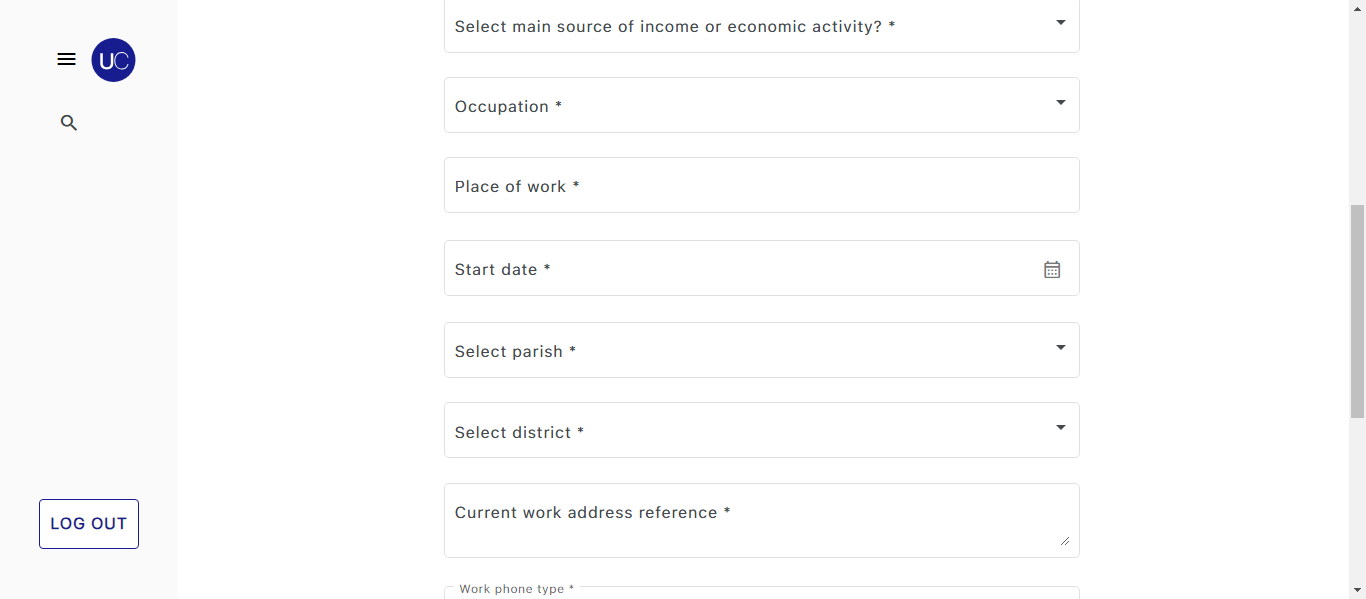 UC
Select main source of income or economic activity? *
Occupation *
Place of work *
Start date *
Select parish *
Select district *
Current work address reference *
LOG OUT
Work phone type *